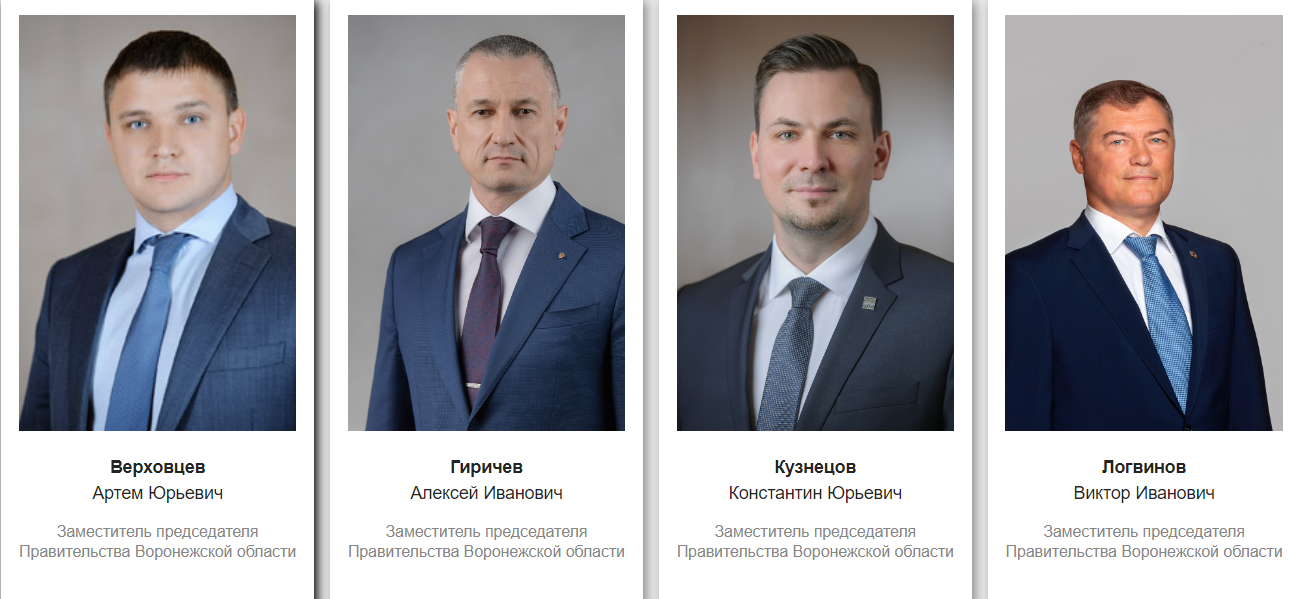 Верховцев
Артем Юрьевич
Заместитель председателя
Правительства Воронежской области
Гиричев
Алексей Иванович
Заместитель председателя
Правительства Воронежской области
Кузнецов
Константин Юрьевич
Заместитель председателя
Правительства Воронежской области
Логвинов
Виктор Иванович
Заместитель председателя
Правительства Воронежской области